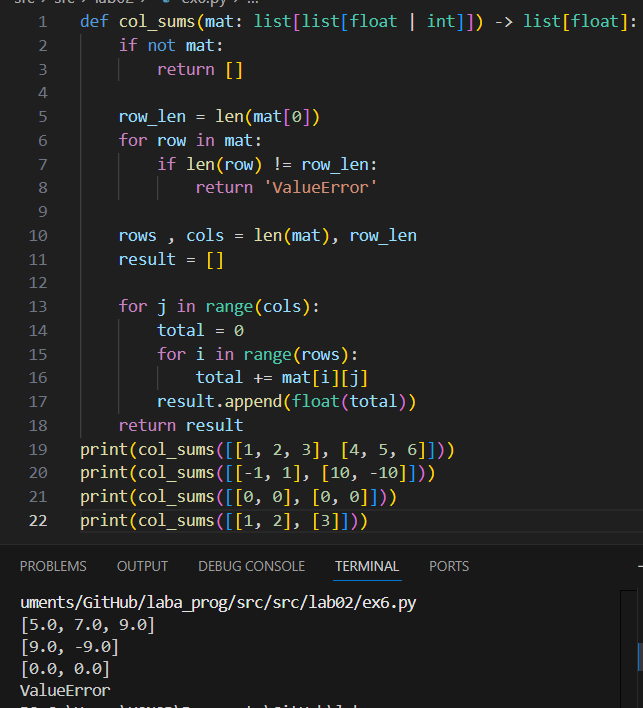 src > src > lab02 > ex6.py > ...
1 def col_sums(mat: list[list[float | int]]) -> list[float]:
2     if not mat:
3         return []
4
5     row_len = len(mat[0])
6     for row in mat:
7         if len(row) != row_len:
8             return 'ValueError'
9
10     rows , cols = len(mat), row_len
11     result = []
12
13     for j in range(cols):
14         total = 0
15         for i in range(rows):
16             total += mat[i][j]
17         result.append(float(total))
18     return result
19 print(col_sums([[1, 2, 3], [4, 5, 6]]))
20 print(col_sums([[-1, 1], [10, -10]]))
21 print(col_sums([[0, 0], [0, 0]]))
22 print(col_sums([[1, 2], [3]]))
PROBLEMS OUTPUT DEBUG CONSOLE TERMINAL PORTS
uments/GitHub/laba_prog/src/src/lab02/ex6.py
[5.0, 7.0, 9.0]
[9.0, -9.0]
[0.0, 0.0]
ValueError